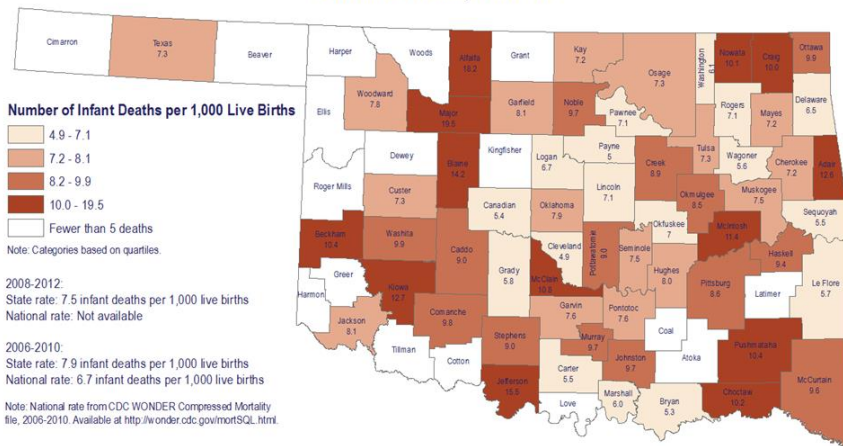 Cimarron
Texas
7.3
Beaver
Harper
Woods
Alfalfa
Grant
Kay
7.2
Osage
7.3
Washington
6.1
Nowata
10.1
Craig
10.0
Ottawa
9.9
Number of Infant Deaths per 1,000 Live Births
4.9 - 7.1
7.2 - 8.1
8.2 - 9.9
10.0 - 19.5
Fewer than 5 deaths
Note: Categories based on quartiles.
2008-2012:
State rate: 7.5 infant deaths per 1,000 live births
National rate: Not available
2006-2010:
State rate: 7.9 infant deaths per 1,000 live births
National rate: 6.7 infant deaths per 1,000 live births
Note: National rate from CDC WONDER Compressed Mortality
file, 2006-2010. Available at http://wonder.cdc.gov/mortSQL.html.
Ellis
Woodward
7.8
Major
19.5
Garfield
8.1
Noble
9.7
Pawnee
7.1
Rogers
7.1
Mayes
7.2
Delaware
6.5
Roger Mills
Dewey
Blaine
14.2
Kingfisher
Logan
6.7
Payne
5
Creek
8.9
Tulsa
7.3
Wagoner
5.6
Cherokee
7.2
Adair
12.6
Custer
7.3
Canadian
5.4
Oklahoma
7.9
Lincoln
7.1
Okmulgee
8.5
Muskogee
7.5
Sequoyah
5.5
Beckham
10.4
Washita
9.9
Caddo
9.0
Grady
5.8
Cleveland
4.9
McClain
Pottawatomie
9.0
Seminole
7.5
Okfuskee
7
McIntosh
11.4
Haskell
9.4
Hughes
8.0
Pittsburg
Latimer
Le Flore
5.7
Greer
Harmon
Kiowa
12.7
Jackson
8.1
Comanche
9.8
Tillman
Cotton
Stephens
9.0
Garvin
7.6
Pontotoc
7.6
Coal
Atoka
Pushmataha
10.4
McCurtain
9.6
Murray
9.7
Johnston
9.7
Jefferson
15.5
Carter
5.5
Love
Marshall
6.0
Bryan
5.3
Choctaw
10.2